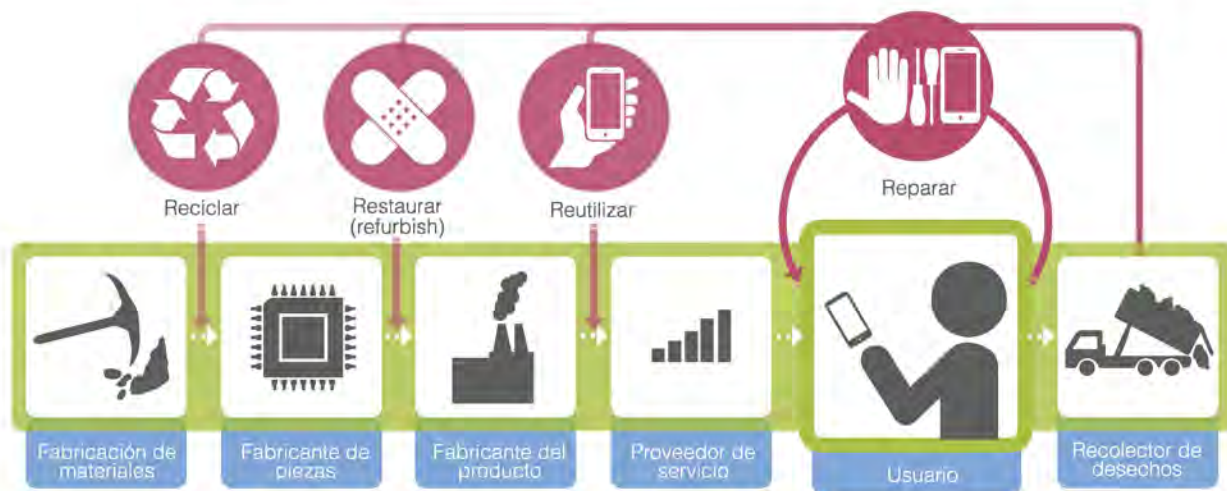 Reciclar
Restaurar
(refurbish)
Reutilizar
Reparar
Fabricación de
materiales
Fabricante de
piezas
Fabricante del
producto
Proveedor de
servicio
Usuario
Recolector de
desechos